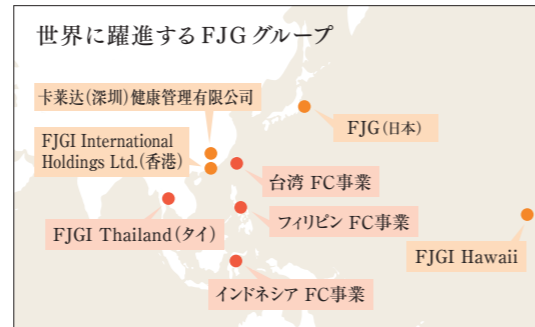 世界に躍進するFJGグループ
卡莱达(深圳)健康管理有限公司
FJG(日本)
FJGI International
Holdings Ltd.(香港)
台湾 FC事業
フィリピン FC事業
FJGI Thailand(タイ)
FJGI Hawaii
インドネシア FC事業